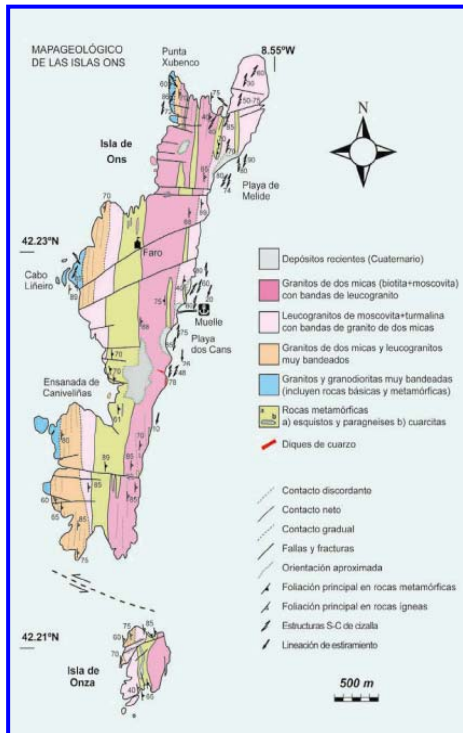 MAPAGEOLÓGICO
DE LAS ISLAS ONS
Punta
Xubenco
8.55ºW
N
Isla de
Ons
Playa de
Melide
42.23ºN
Faro
Cabo
Liñeiro
Muelle
Playa
dos Cans
Ensenada de
Caniveliñas
Depósitos recientes (Cuaternario)
Granitos de dos micas (biotita+moscovita)
con bandas de leucogranito
Leucogranitos de moscovita+turmalina
con bandas de granito de dos micas
Granitos de dos micas y leucogranitos
muy bandeados
Granitos y granodioritas muy bandeadas
(incluyen rocas básicas y metamórficas)
a b
Rocas metamórficas
a) esquistos y paragneises b) cuarcitas
Diques de cuarzo
Contacto discordante
Contacto neto
Contacto gradual
Fallas y fracturas
Orientación aproximada
Foliación principal en rocas metamórficas
Foliación principal en rocas ígneas
Estructuras S-C de cizalla
Lineación de estiramiento
42.21ºN
Isla de
Onza
500 m